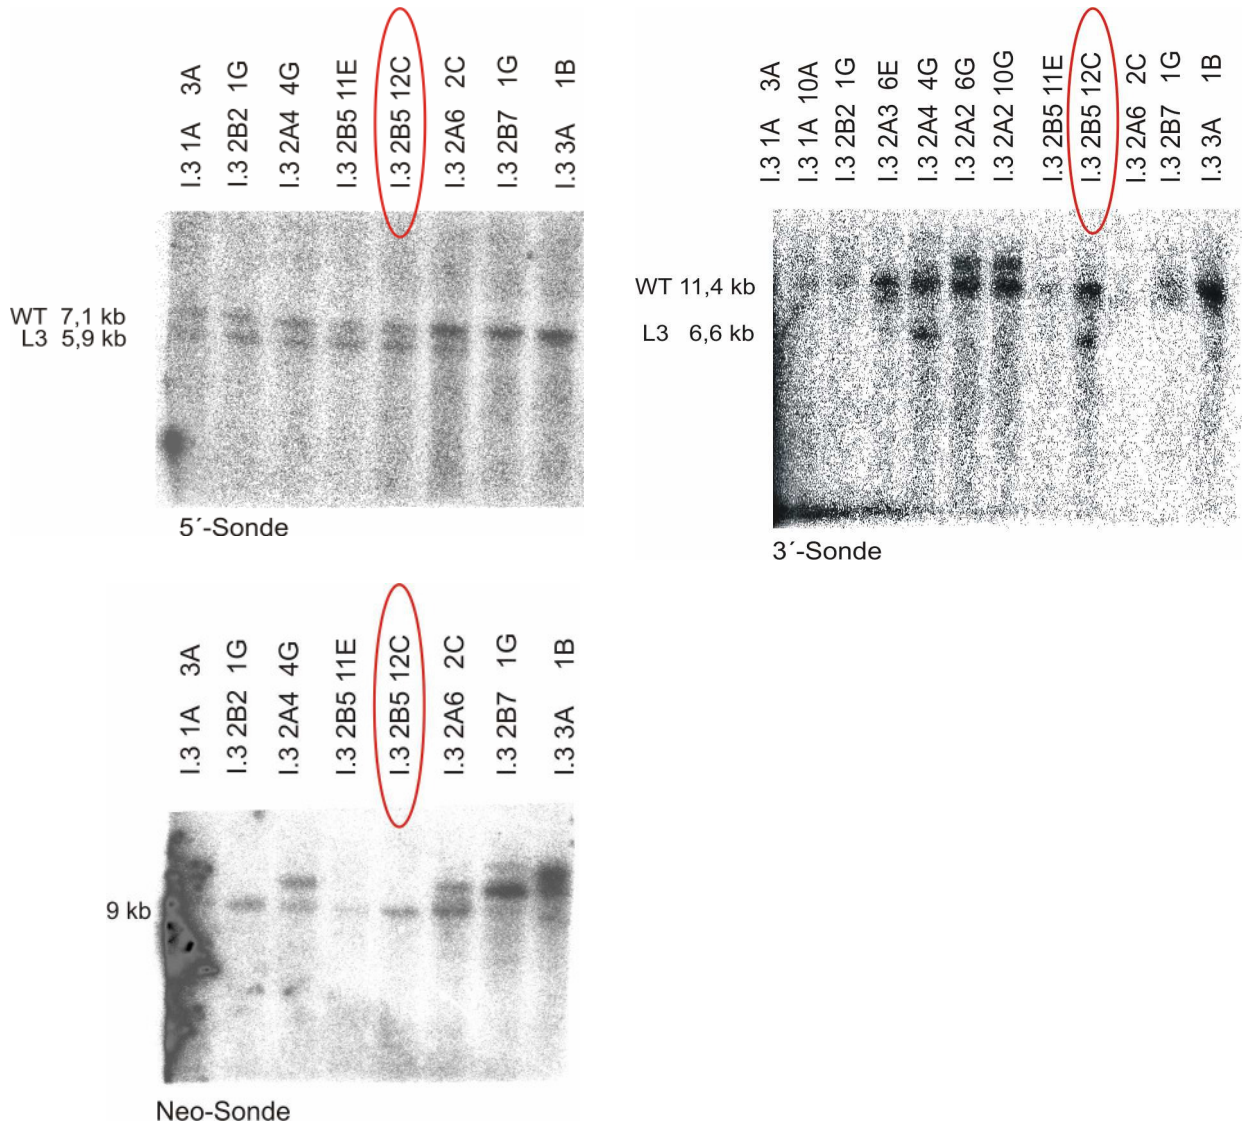 I.3 1A 3A
I.3 2B2 1G
I.3 2A4 4G
I.3 2B5 11E
I.3 2B5 12C
I.3 2A6 2C
I.3 2B7 1G
I.3 3A 1B
WT 7,1 kb
L3 5,9 kb
5´-Sonde
I.3 1A 3A
I.3 1A 10A
I.3 2B2 1G
I.3 2A3 6E
I.3 2A4 4G
I.3 2A2 6G
I.3 2A2 10G
I.3 2B5 11E
I.3 2B5 12C
I.3 2A6 2C
I.3 2B7 1G
I.3 3A 1B
WT 11,4 kb
L3 6,6 kb
3´-Sonde
I.3 1A 3A
I.3 2B2 1G
I.3 2A4 4G
I.3 2B5 11E
I.3 2B5 12C
I.3 2A6 2C
I.3 2B7 1G
I.3 3A 1B
9 kb
Neo-Sonde